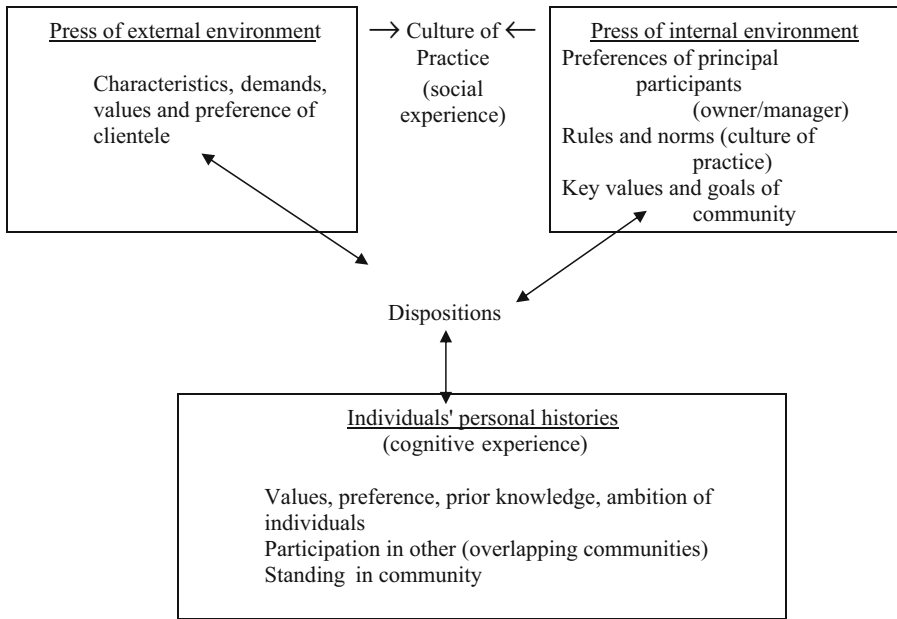 Press of external environment
Characteristics, demands,
values and preference of
clientele
→ Culture of ←
Practice
(social
experience)
Press of internal environment
Preferences of principal
participants
(owner/manager)
Rules and norms (culture of
practice)
Key values and goals of
community
Dispositions
Individuals' personal histories
(cognitive experience)
Values, preference, prior knowledge, ambition of
individuals
Participation in other (overlapping communities)
Standing in community